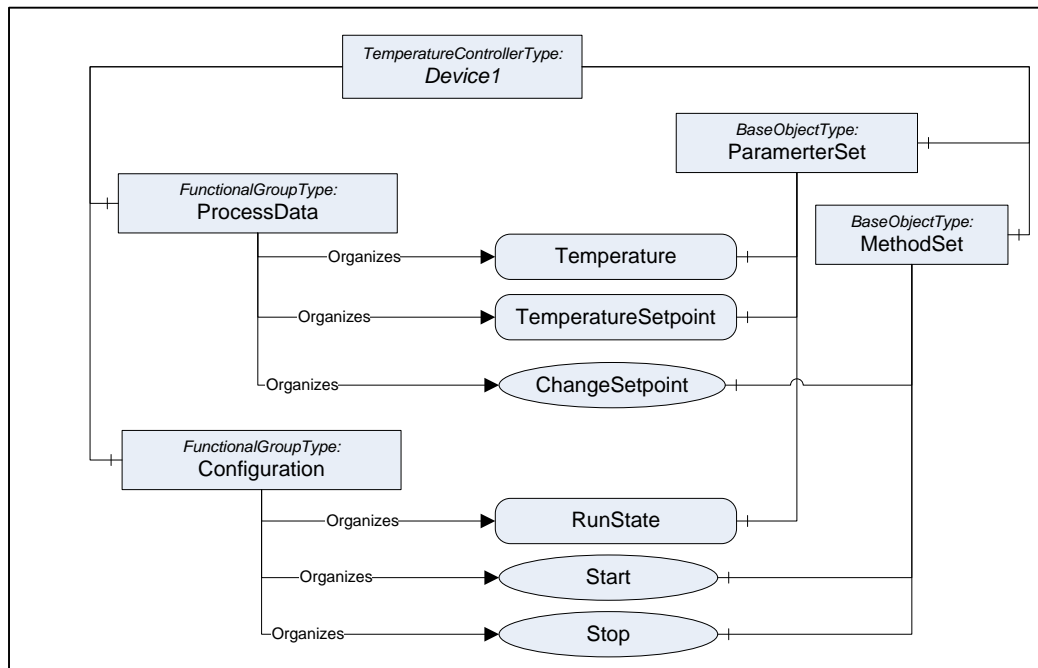 TemperatureControllerType:
Device1
BaseObjectType:
ParamerterSet
FunctionalGroupType:
ProcessData
BaseObjectType:
MethodSet
Organizes
Temperature
Organizes
TemperatureSetpoint
Organizes
ChangeSetpoint
FunctionalGroupType:
Configuration
Organizes
RunState
Organizes
Start
Organizes
Stop